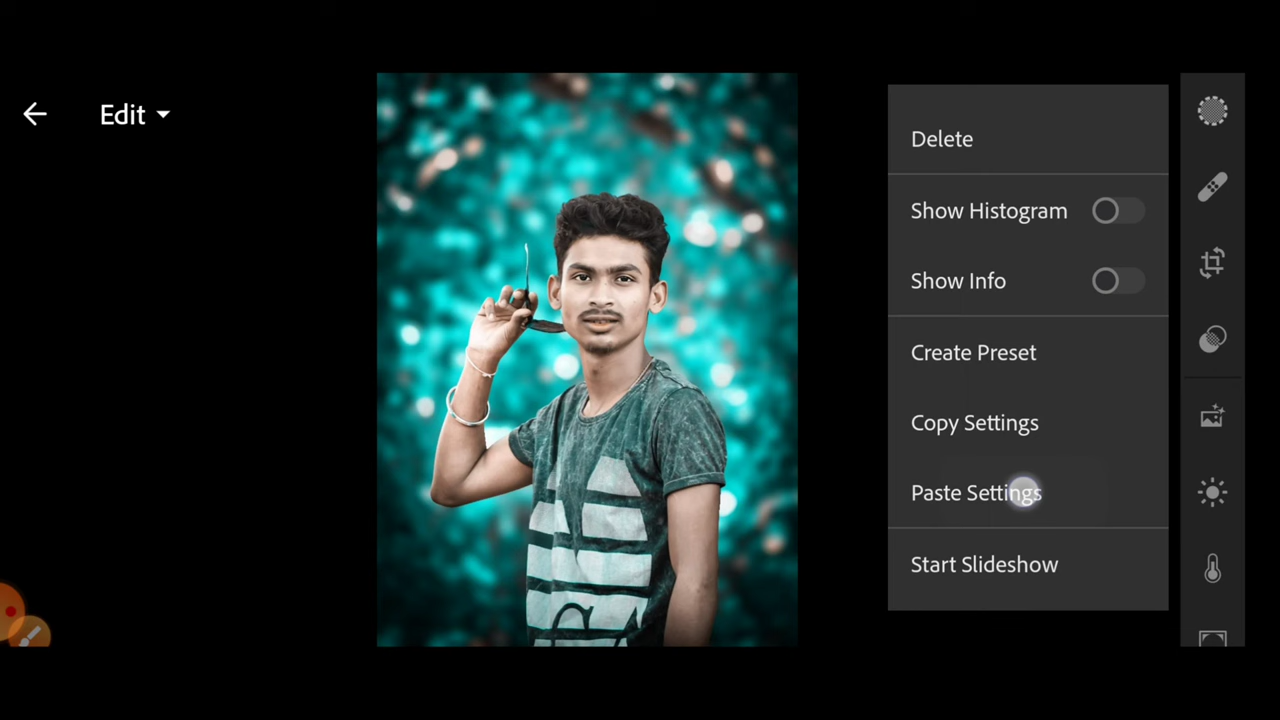 Edit
Delete
Show Histogram
Show Info
Create Preset
Copy Settings
Paste Settings
Start Slideshow